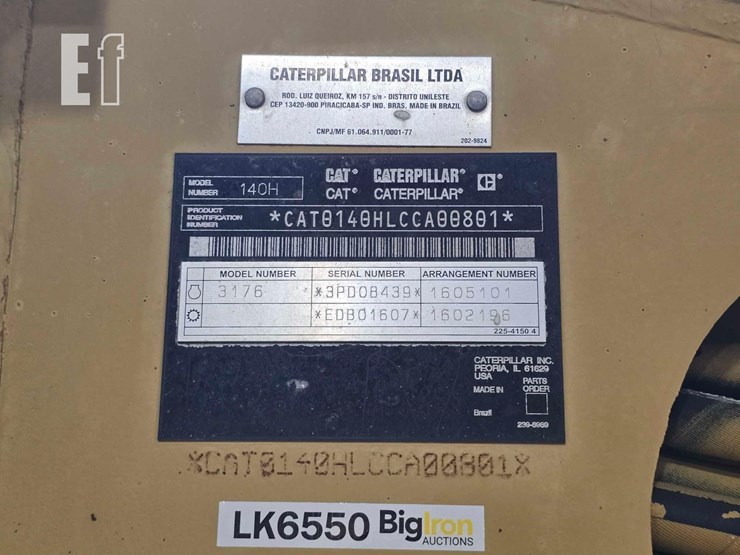 Ef
CATERPILLAR BRASIL LTDA
ROD. LUIZ QUEIROZ, KM 157 s/n - DISTRITO UNILESTE
CEP 13420-900 PIRACICABA-SP IND. BRAS. MADE IN BRAZIL
CNPJ/MF 61.064.911/0001-77
202-9824
MODEL NUMBER 140H
CAT® CATERPILLAR®
CAT® CATERPILLAR®
PRODUCT IDENTIFICATION NUMBER *CAT0140HLCCA00801*
MODEL NUMBER SERIAL NUMBER ARRANGEMENT NUMBER
3176 *3PD08439* 1605101
*EDB01607* 1602196
225-4150 4
CATERPILLAR INC.
PEORIA, IL 61629
USA
MADE IN PARTS ORDER
Brazil
239-8989
*CAT0140HLCCA00801*
LK6550 BigIron
AUCTIONS